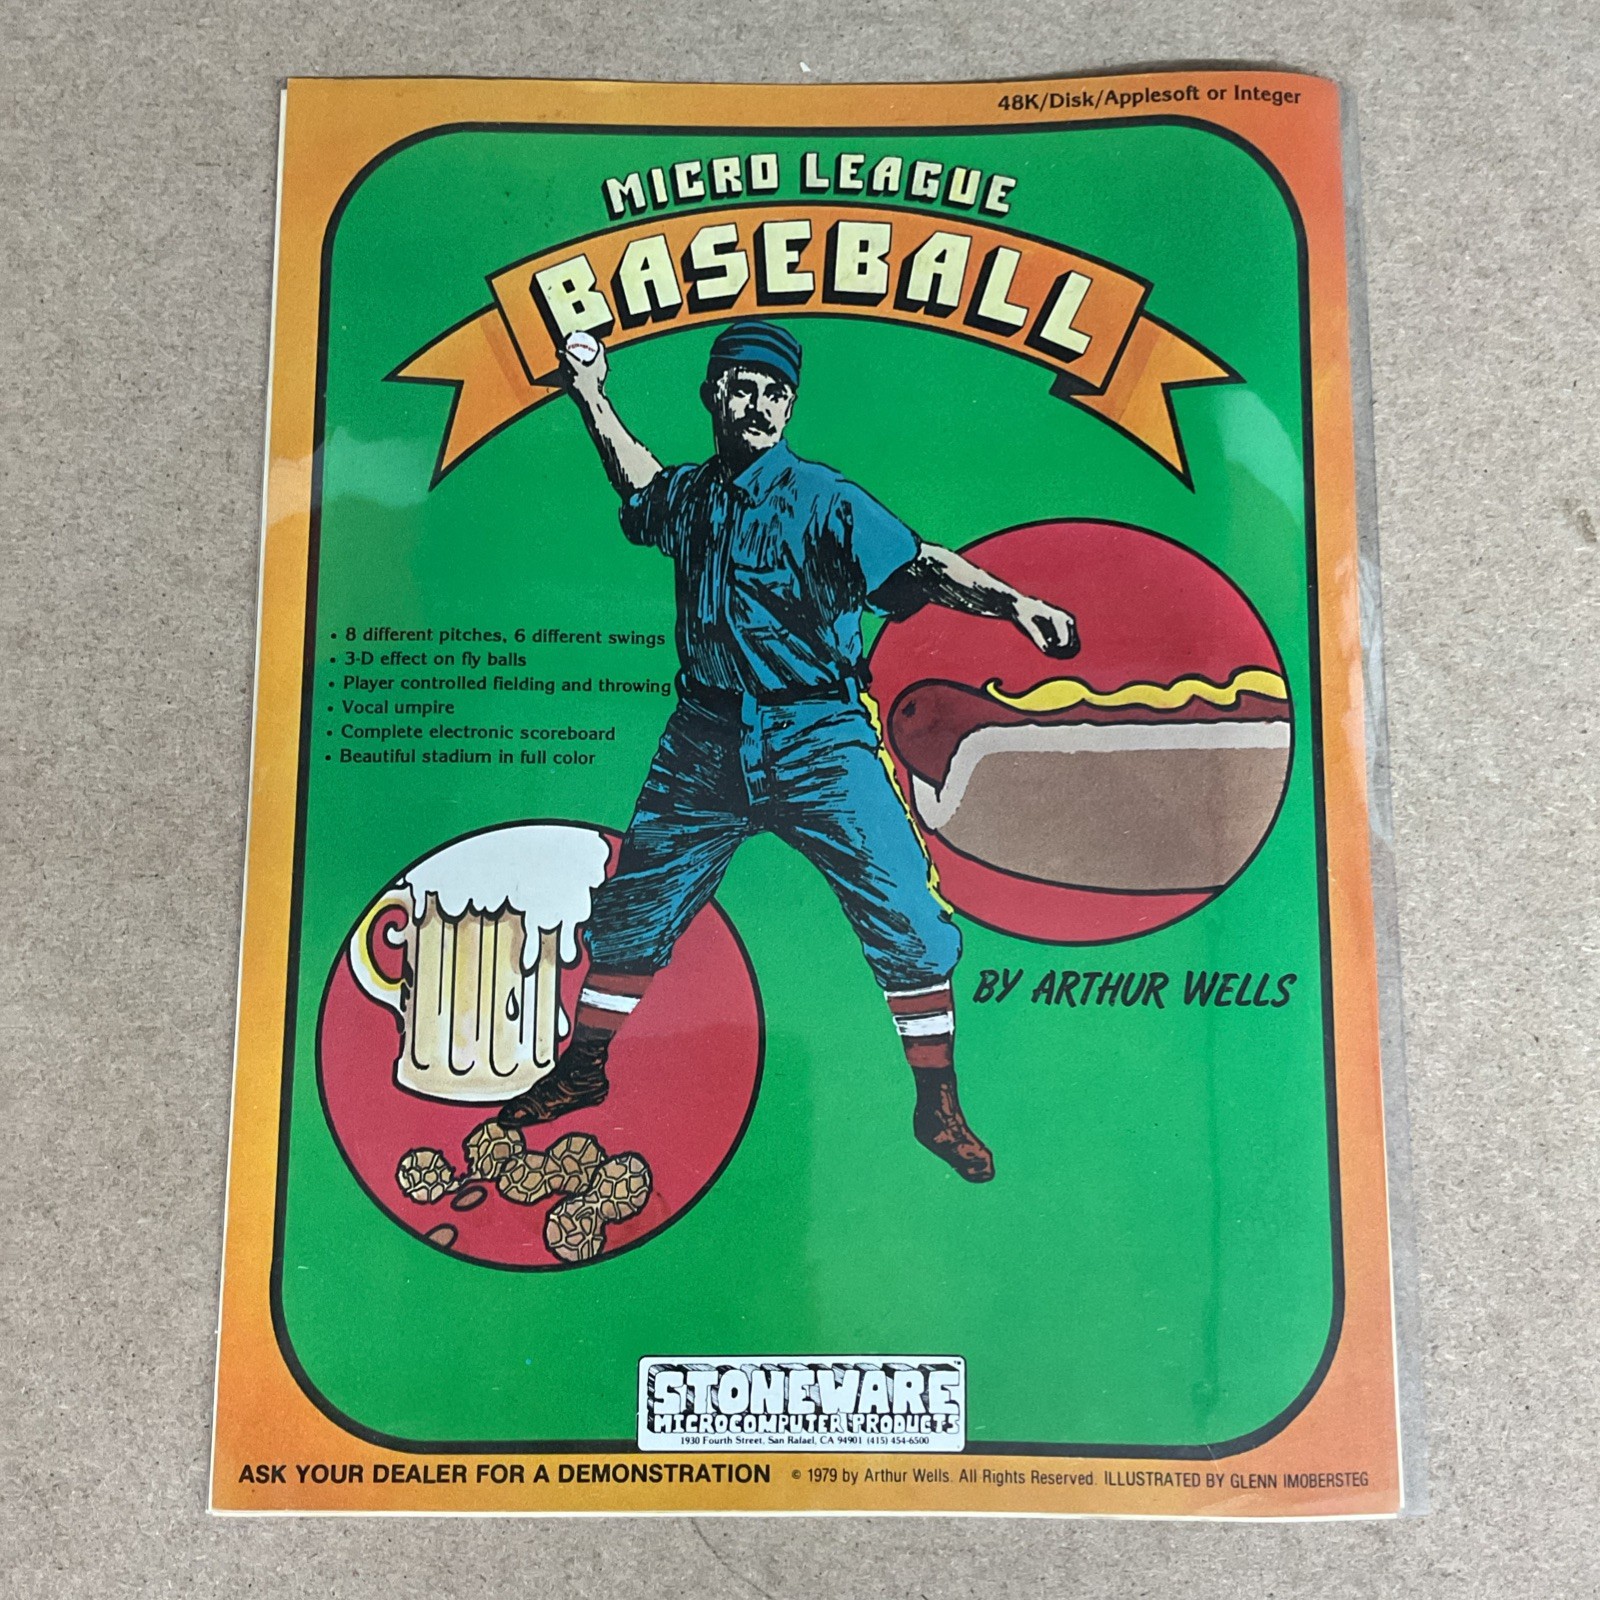 48K/Disk/Applesoft or Integer
MICRO LEAGUE
BASEBALL
• 8 different pitches, 6 different swings
• 3-D effect on fly balls
• Player controlled fielding and throwing
• Vocal umpire
• Complete electronic scoreboard
• Beautiful stadium in full color
BY ARTHUR WELLS
STONEWARE™
MICROCOMPUTER PRODUCTS
1930 Fourth Street, San Rafael, CA 94901 (415) 454-6500
ASK YOUR DEALER FOR A DEMONSTRATION © 1979 by Arthur Wells. All Rights Reserved. ILLUSTRATED BY GLENN IMOBERSTEG